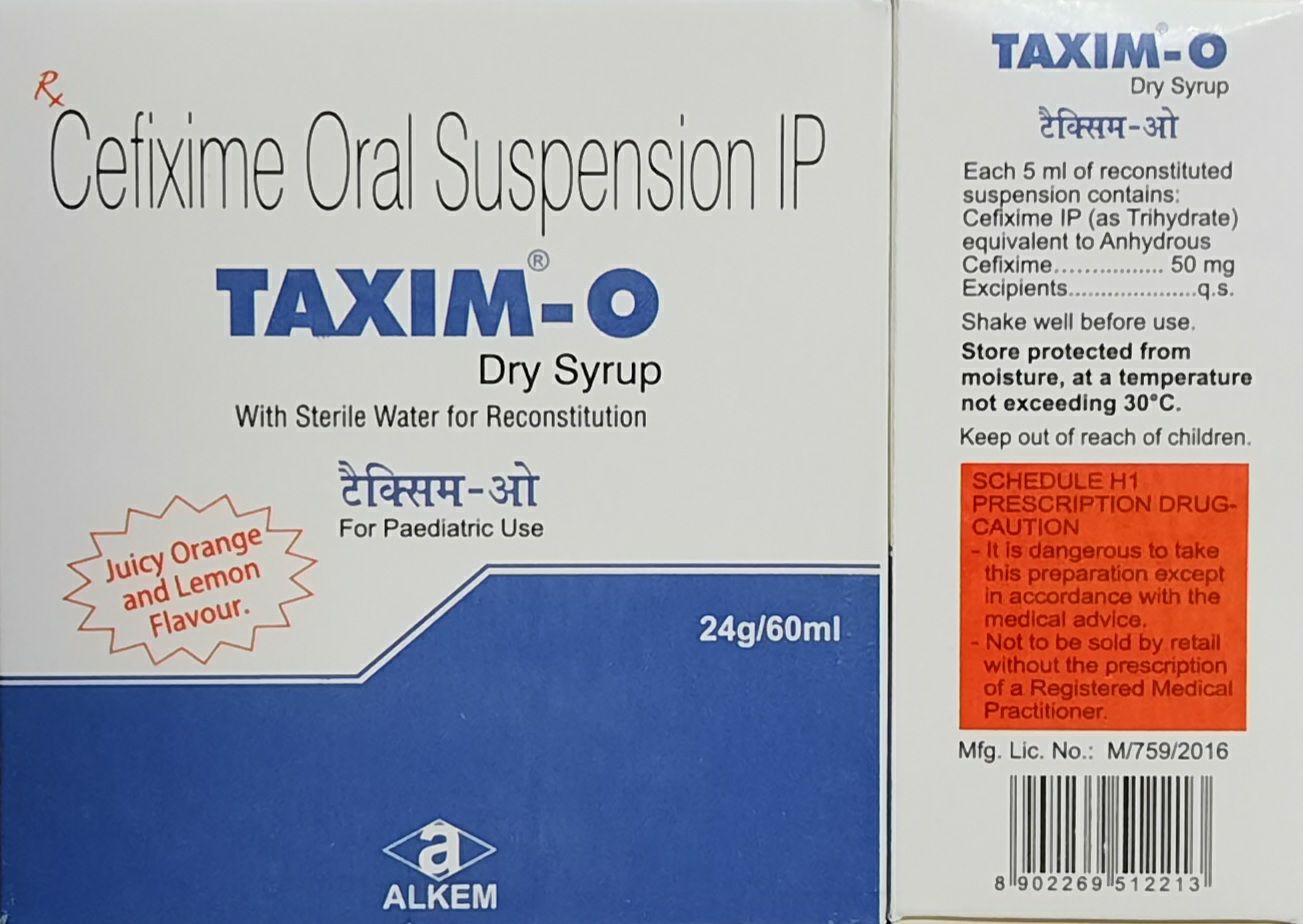 Rx
Cefixime Oral Suspension IP
TAXIM®-O
Dry Syrup
With Sterile Water for Reconstitution
टैक्सिम-ओ
For Paediatric Use
Juicy Orange
and Lemon
Flavour.
24g/60ml
a
ALKEM
TAXIM®-O
Dry Syrup
टैक्सिम-ओ
Each 5 ml of reconstituted
suspension contains:
Cefixime IP (as Trihydrate)
equivalent to Anhydrous
Cefixime................. 50 mg
Excipients....................q.s.
Shake well before use.
Store protected from
moisture, at a temperature
not exceeding 30°C.
Keep out of reach of children.
SCHEDULE H1
PRESCRIPTION DRUG-
CAUTION
- It is dangerous to take
this preparation except
in accordance with the
medical advice.
- Not to be sold by retail
without the prescription
of a Registered Medical
Practitioner.
Mfg. Lic. No.: M/759/2016
8 902269 512213